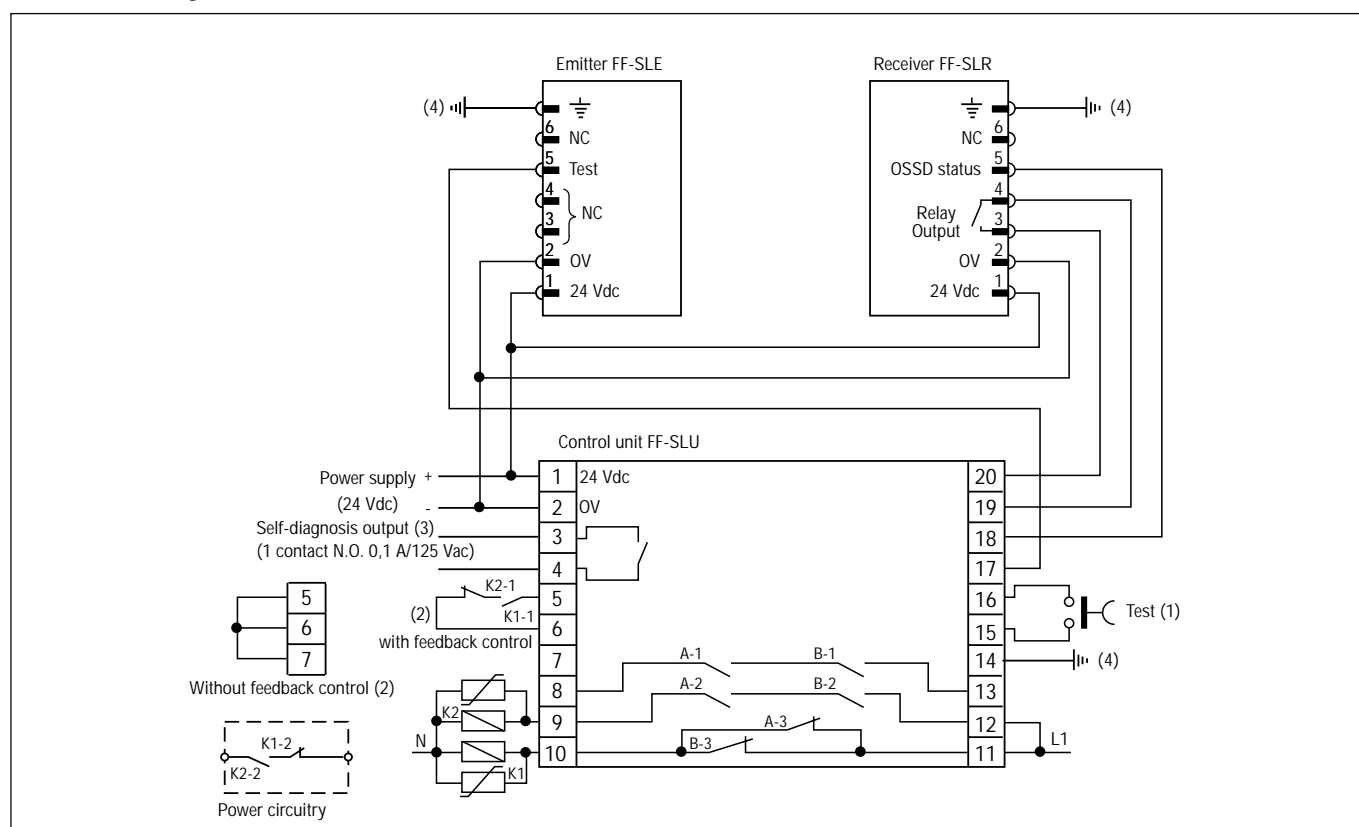 Emitter FF-SLE
Receiver FF-SLR
(4)
6 NC
5 Test
4
3
NC
2 OV
1 24 Vdc
(4)
NC 6
OSSD status 5
4
Relay
Output
3
OV 2
24 Vdc 1
Control unit FF-SLU
Power supply +
(24 Vdc) -
Self-diagnosis output (3)
(1 contact N.O. 0,1 A/125 Vac)
1 24 Vdc
2 OV
3
4
5
6
7
8
9
10
20
19
18
17
16
15
14
13
12
11
K2-1
K1-1
(2)
with feedback control
5
6
7
Without feedback control (2)
Test (1)
(4)
A-1 B-1
A-2 B-2
A-3
B-3
K2
N
K1
L1
K1-2
K2-2
Power circuitry